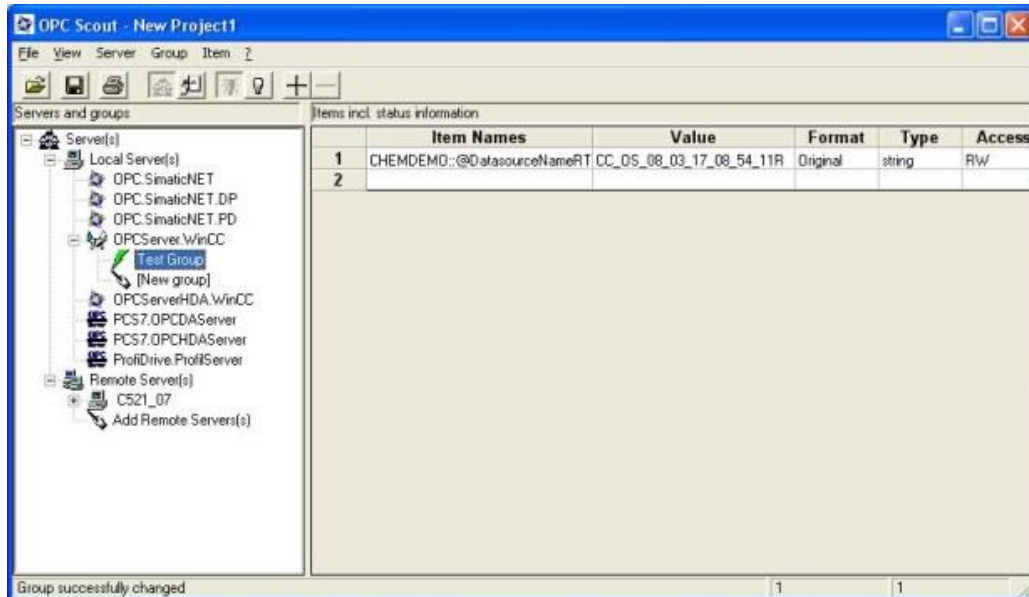 OPC Scout - New Project1
File View Server Group Item ?
Servers and groups
Items incl. status information
Server(s)
Local Server(s)
OPC.SimaticNET
OPC.SimaticNET.DP
OPC.SimaticNET.PD
OPCServer.WinCC
Test Group
[New group]
OPCServerHDA.WinCC
PCS7.OPCDAServer
PCS7.OPCHDAServer
ProfiDrive.ProfilServer
Remote Server(s)
C521_07
Add Remote Servers(s)
Item Names Value Format Type Access
1 CHEMDEMO::@DatasourceNameRT CC_OS_08_03_17_08_54_11R Original string RW
2
Group successfully changed 1 1